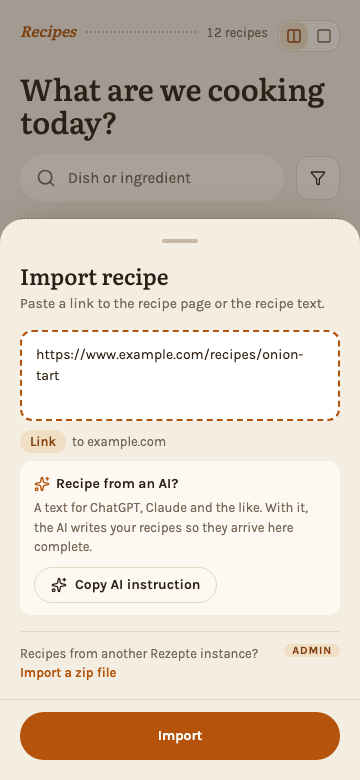 Recipes 12 recipes
What are we cooking
today?
Dish or ingredient
Import recipe
Paste a link to the recipe page or the recipe text.
https://www.example.com/recipes/onion-
tart
Link to example.com
Recipe from an AI?
A text for ChatGPT, Claude and the like. With it,
the AI writes your recipes so they arrive here
complete.
Copy AI instruction
Recipes from another Rezepte instance? ADMIN
Import a zip file
Import